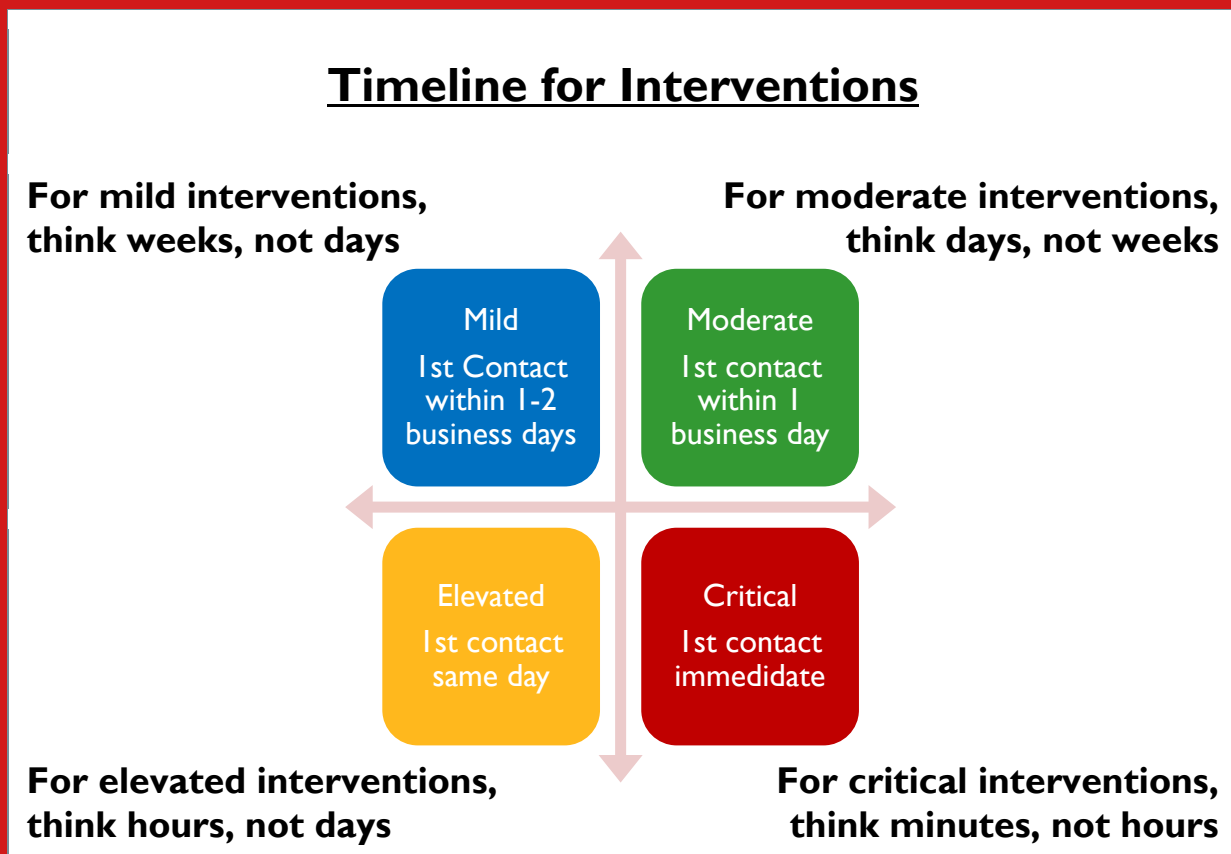 Timeline for Interventions
For mild interventions,
think weeks, not days
For moderate interventions,
think days, not weeks
Mild
1st Contact
within 1-2
business days
Moderate
1st contact
within 1
business day
Elevated
1st contact
same day
Critical
1st contact
immedidate
For elevated interventions,
think hours, not days
For critical interventions,
think minutes, not hours